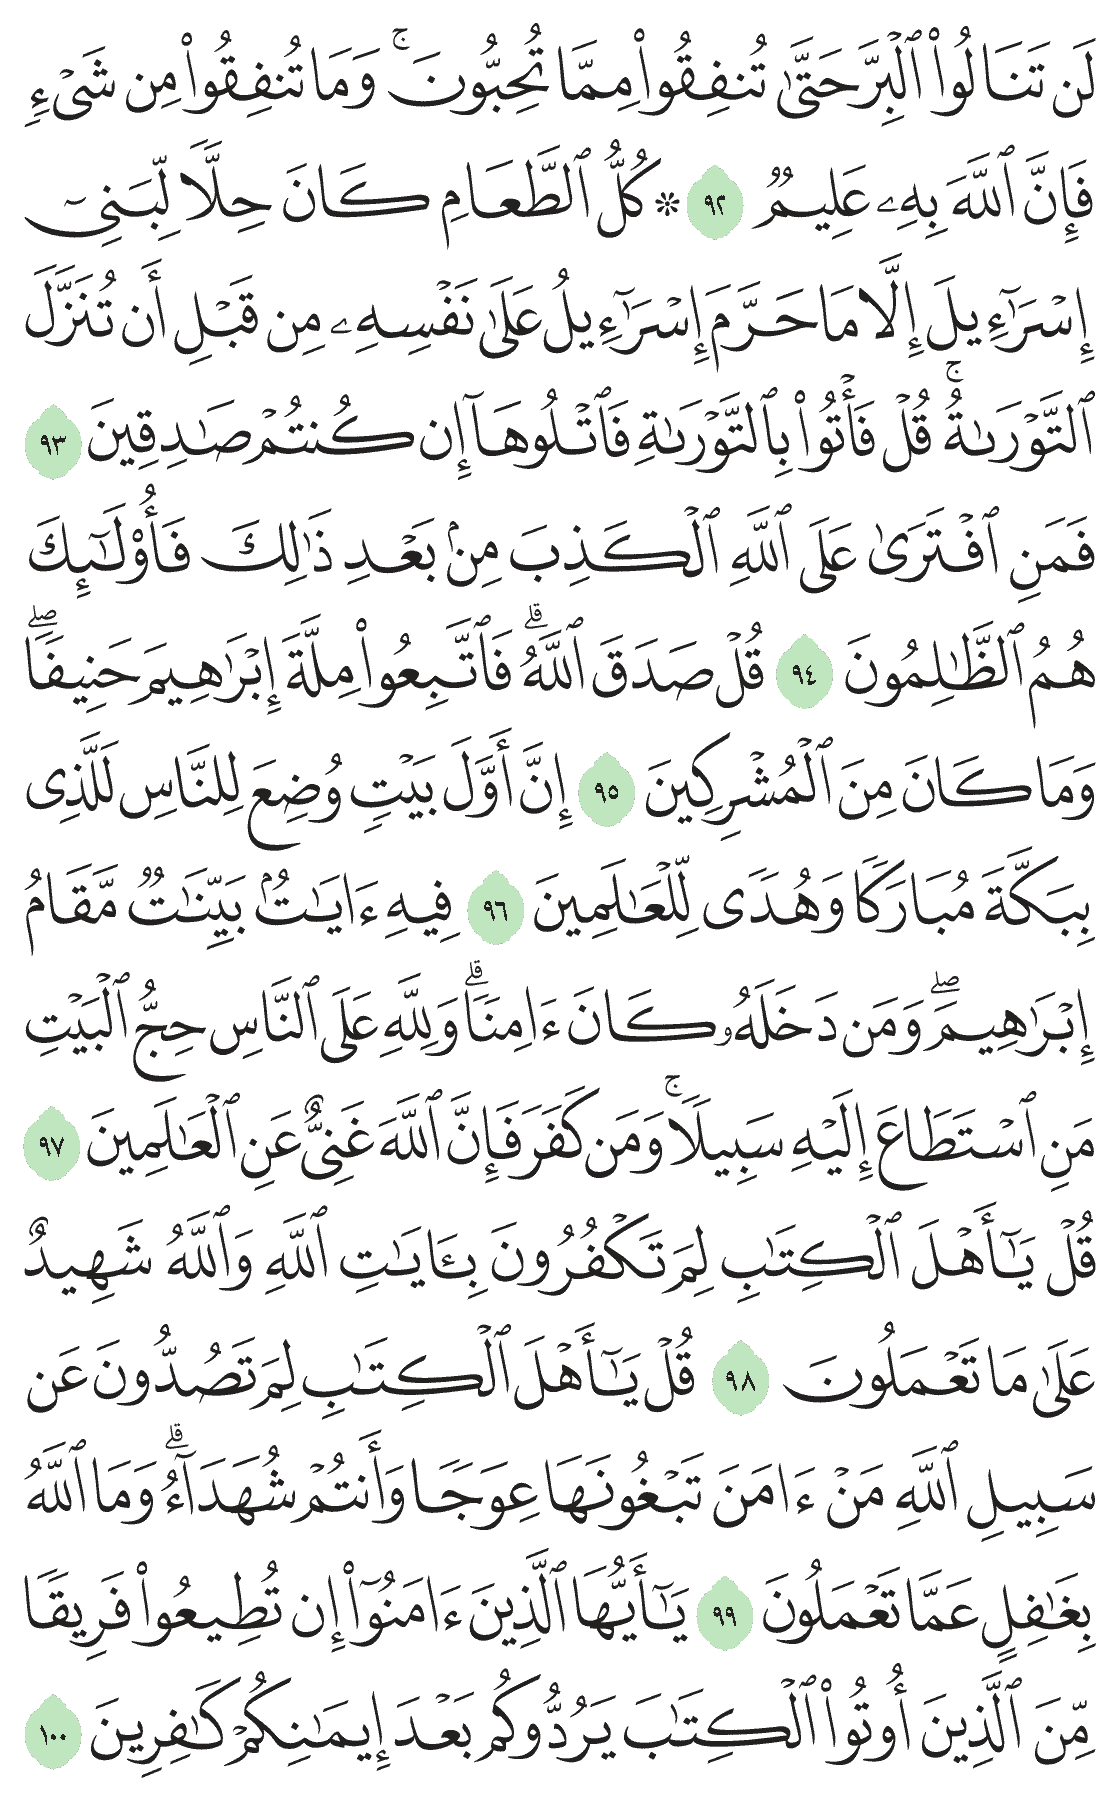 لَن تَنَالُوا۟ ٱلْبِرَّ حَتَّىٰ تُنفِقُوا۟ مِمَّا تُحِبُّونَ ۚ وَمَا تُنفِقُوا۟ مِن شَىْءٍ
فَإِنَّ ٱللَّهَ بِهِۦ عَلِيمٌ ٩٢ ۞ كُلُّ ٱلطَّعَامِ كَانَ حِلًّا لِّبَنِىٓ
إِسْرَٰٓءِيلَ إِلَّا مَا حَرَّمَ إِسْرَٰٓءِيلُ عَلَىٰ نَفْسِهِۦ مِن قَبْلِ أَن تُنَزَّلَ
ٱلتَّوْرَىٰةُ ۗ قُلْ فَأْتُوا۟ بِٱلتَّوْرَىٰةِ فَٱتْلُوهَآ إِن كُنتُمْ صَٰدِقِينَ ٩٣
فَمَنِ ٱفْتَرَىٰ عَلَى ٱللَّهِ ٱلْكَذِبَ مِنۢ بَعْدِ ذَٰلِكَ فَأُو۟لَٰٓئِكَ
هُمُ ٱلظَّٰلِمُونَ ٩٤ قُلْ صَدَقَ ٱللَّهُ ۗ فَٱتَّبِعُوا۟ مِلَّةَ إِبْرَٰهِيمَ حَنِيفًا ۖ
وَمَا كَانَ مِنَ ٱلْمُشْرِكِينَ ٩٥ إِنَّ أَوَّلَ بَيْتٍ وُضِعَ لِلنَّاسِ لَلَّذِى
بِبَكَّةَ مُبَارَكًا وَهُدًى لِّلْعَٰلَمِينَ ٩٦ فِيهِ ءَايَٰتٌۢ بَيِّنَٰتٌ مَّقَامُ
إِبْرَٰهِيمَ ۖ وَمَن دَخَلَهُۥ كَانَ ءَامِنًا ۗ وَلِلَّهِ عَلَى ٱلنَّاسِ حِجُّ ٱلْبَيْتِ
مَنِ ٱسْتَطَاعَ إِلَيْهِ سَبِيلًا ۚ وَمَن كَفَرَ فَإِنَّ ٱللَّهَ غَنِىٌّ عَنِ ٱلْعَٰلَمِينَ ٩٧
قُلْ يَٰٓأَهْلَ ٱلْكِتَٰبِ لِمَ تَكْفُرُونَ بِـَٔايَٰتِ ٱللَّهِ وَٱللَّهُ شَهِيدٌ
عَلَىٰ مَا تَعْمَلُونَ ٩٨ قُلْ يَٰٓأَهْلَ ٱلْكِتَٰبِ لِمَ تَصُدُّونَ عَن
سَبِيلِ ٱللَّهِ مَنْ ءَامَنَ تَبْغُونَهَا عِوَجًا وَأَنتُمْ شُهَدَآءُ ۗ وَمَا ٱللَّهُ
بِغَٰفِلٍ عَمَّا تَعْمَلُونَ ٩٩ يَٰٓأَيُّهَا ٱلَّذِينَ ءَامَنُوٓا۟ إِن تُطِيعُوا۟ فَرِيقًا
مِّنَ ٱلَّذِينَ أُوتُوا۟ ٱلْكِتَٰبَ يَرُدُّوكُم بَعْدَ إِيمَٰنِكُمْ كَٰفِرِينَ ١٠٠